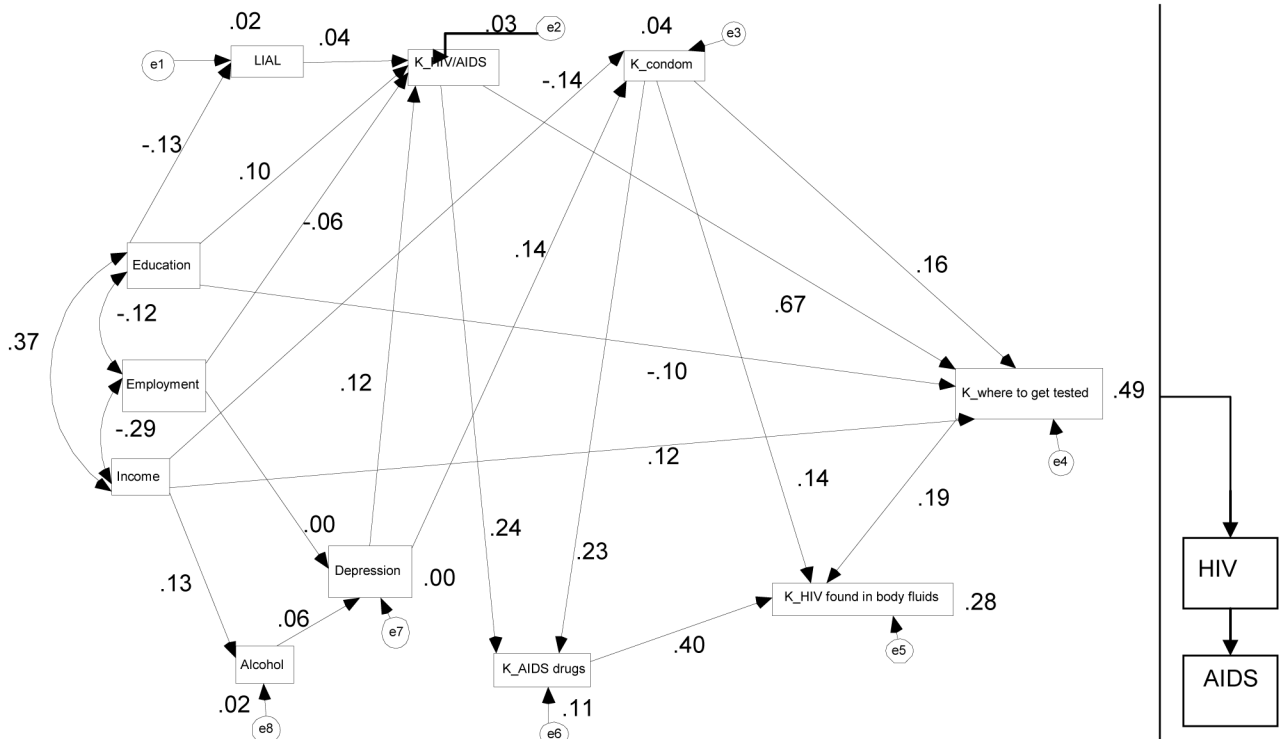 .02
.04
.03
e2
.04
e3
e1
LIAL
K_HIV/AIDS
K_condom
-.14
-.13
.10
-.06
.14
.16
Education
.67
-.12
.37
.12
-.10
Employment
K_where to get tested
.49
-.29
.12
Income
e4
.14
.19
.00
.24
.23
HIV
.13
Depression
.00
K_HIV found in body fluids
.28
.06
e7
.40
e5
Alcohol
K_AIDS drugs
AIDS
.02
.11
e8
e6